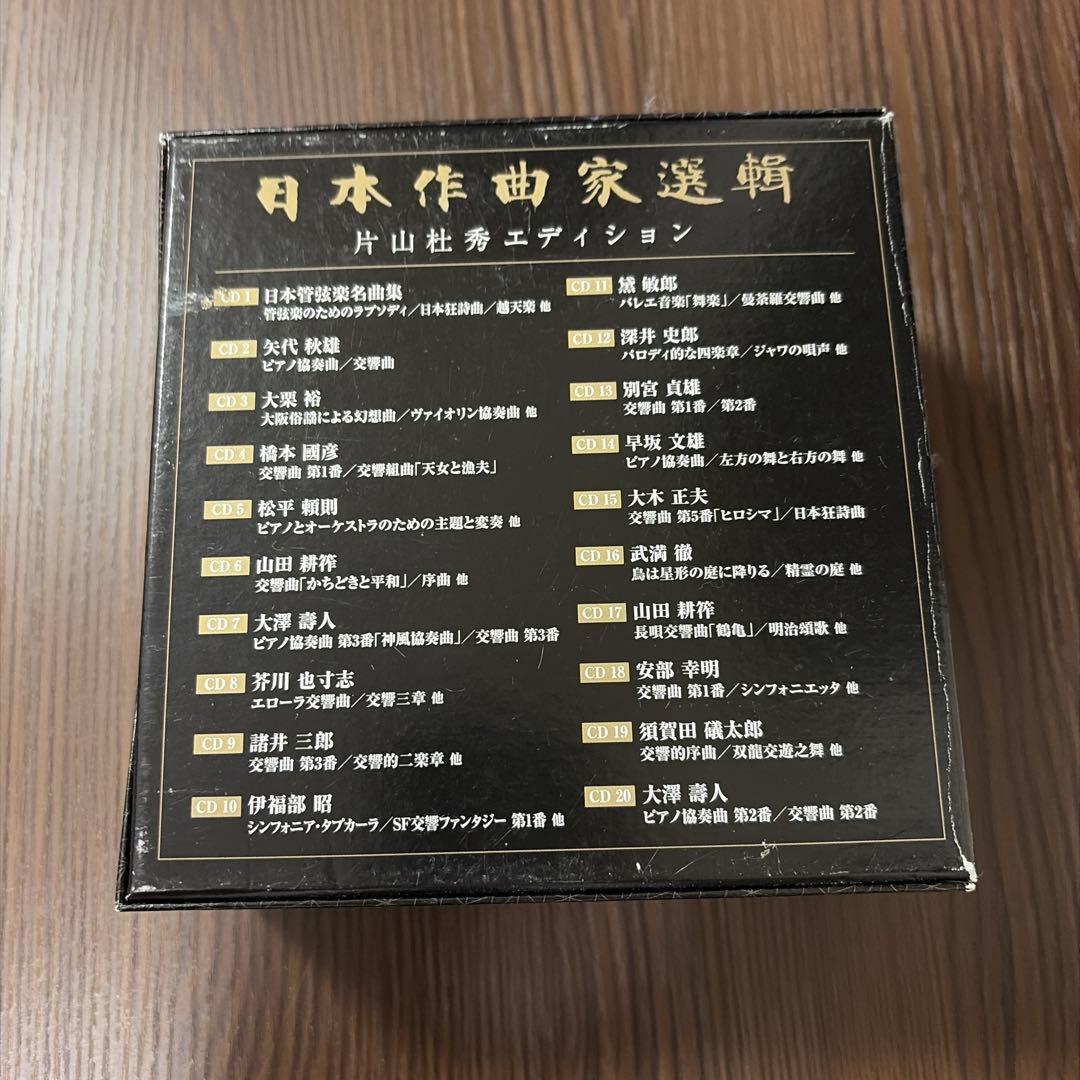 日本作曲家選輯
片山杜秀エディション
CD 1 日本管弦楽名曲集
管弦楽のためのラプソディ/日本狂詩曲/越天楽 他
CD 2 矢代 秋雄
ピアノ協奏曲/交響曲
CD 3 大栗 裕
大阪俗謡による幻想曲/ヴァイオリン協奏曲 他
CD 4 橋本 國彦
交響曲 第1番/交響組曲「天女と漁夫」
CD 5 松平 頼則
ピアノとオーケストラのための主題と変奏 他
CD 6 山田 耕筰
交響曲「かちどきと平和」/序曲 他
CD 7 大澤 壽人
ピアノ協奏曲 第3番「神風協奏曲」/交響曲 第3番
CD 8 芥川 也寸志
エローラ交響曲/交響三章 他
CD 9 諸井 三郎
交響曲 第3番/交響的二楽章 他
CD 10 伊福部 昭
シンフォニア・タプカーラ/SF交響ファンタジー 第1番 他
CD 11 黛 敏郎
バレエ音楽「舞楽」/曼荼羅交響曲 他
CD 12 深井 史郎
パロディ的な四楽章/ジャワの唄声 他
CD 13 別宮 貞雄
交響曲 第1番/第2番
CD 14 早坂 文雄
ピアノ協奏曲/左方の舞と右方の舞 他
CD 15 大木 正夫
交響曲 第5番「ヒロシマ」/日本狂詩曲
CD 16 武満 徹
鳥は星形の庭に降りる/精霊の庭 他
CD 17 山田 耕筰
長唄交響曲「鶴亀」/明治頌歌 他
CD 18 安部 幸明
交響曲 第1番/シンフォニエッタ 他
CD 19 須賀田 礒太郎
交響的序曲/双龍交遊之舞 他
CD 20 大澤 壽人
ピアノ協奏曲 第2番/交響曲 第2番